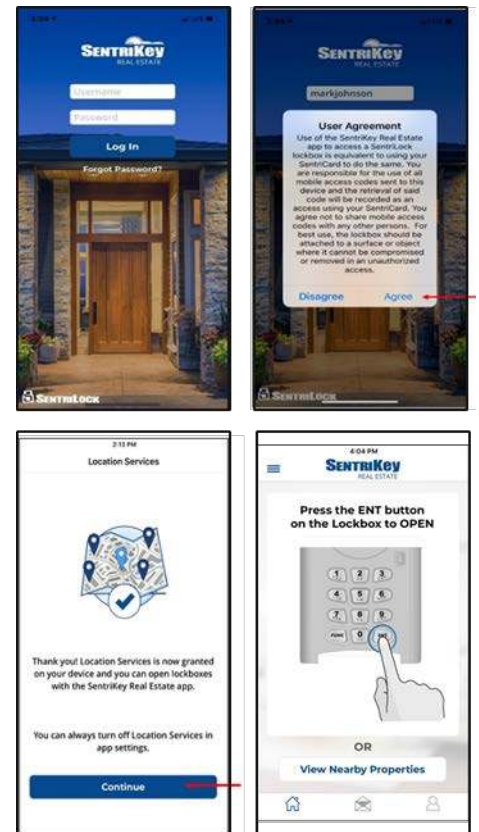 SENTRIKEY
REAL ESTATE
Username
Password
Log In
Forgot Password?
SENTRILOCK
SENTRIKEY
REAL ESTATE
markjohnson
User Agreement
Use of the SentriKey Real Estate
app to access a SentriLock
lockbox is equivalent to using your
SentriCard to do the same. You
are responsible for the use of all
mobile access codes sent to this
device and the retrieval of said
code will be recorded as an
access using your SentriCard. You
agree not to share mobile access
codes with any other persons. For
best use, the lockbox should be
attached to a surface or object
where it cannot be compromised
or removed in an unauthorized
access.
Disagree Agree
SENTRILOCK
2:13 PM
Location Services
Thank you! Location Services is now granted
on your device and you can open lockboxes
with the SentriKey Real Estate app.
You can always turn off Location Services in
app settings.
Continue
4:04 PM
SENTRIKEY
REAL ESTATE
Press the ENT button
on the Lockbox to OPEN
1 2 3
4 5 6
7 8 9
FUNC 0 ENT
OR
View Nearby Properties